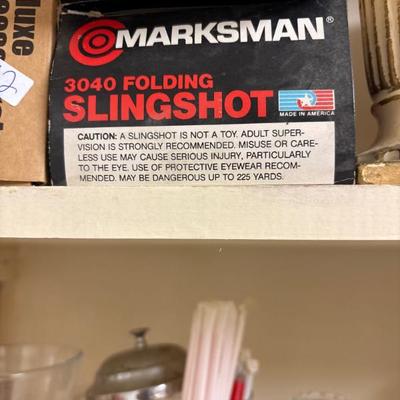 MARKSMAN®
3040 FOLDING
SLINGSHOT
MADE IN AMERICA
CAUTION: A SLINGSHOT IS NOT A TOY. ADULT SUPER-
VISION IS STRONGLY RECOMMENDED. MISUSE OR CARE-
LESS USE MAY CAUSE SERIOUS INJURY, PARTICULARLY
TO THE EYE. USE OF PROTECTIVE EYEWEAR RECOM-
MENDED. MAY BE DANGEROUS UP TO 225 YARDS.